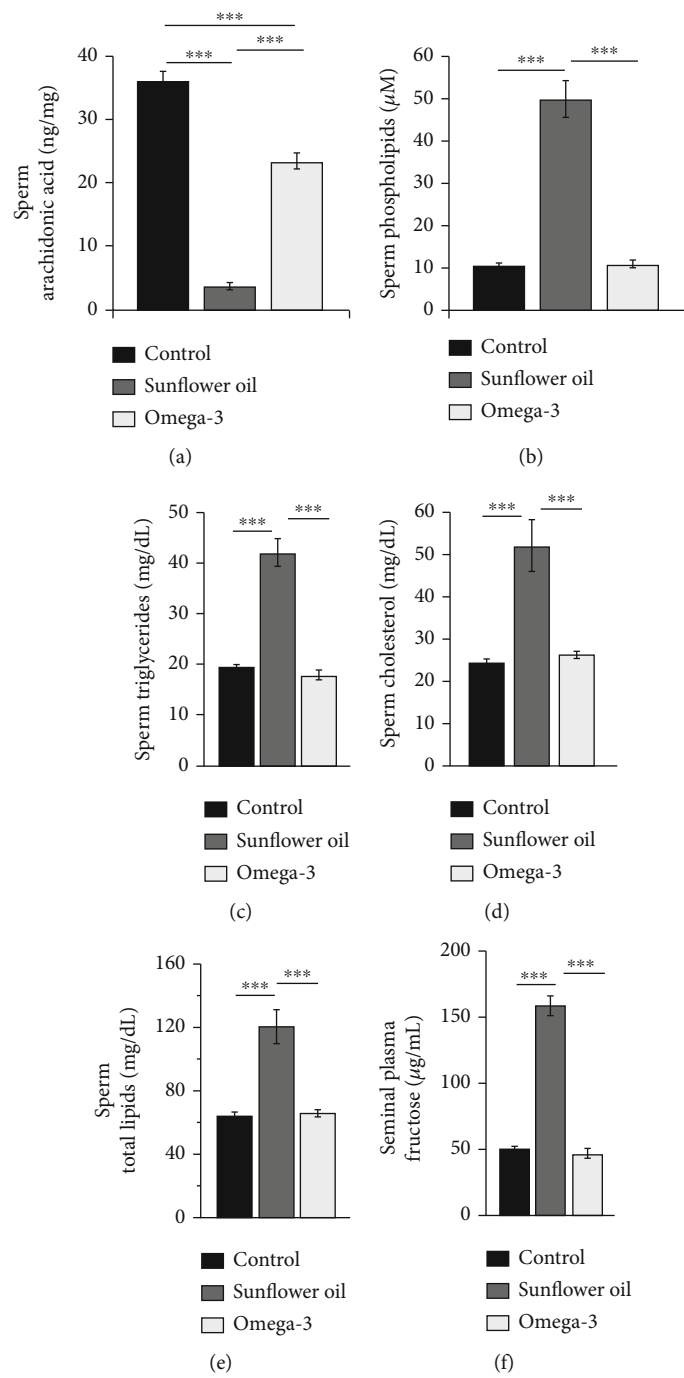 ***
***
***
40
30
20
10
0
Sperm
arachidonic acid (ng/mg)
Control
Sunflower oil
Omega-3
(a)
***
***
60
50
40
30
20
10
0
Sperm phospholipids (μM)
Control
Sunflower oil
Omega-3
(b)
***
***
50
40
30
20
10
0
Sperm triglycerides (mg/dL)
Control
Sunflower oil
Omega-3
(c)
***
***
60
50
40
30
20
10
0
Sperm cholesterol (mg/dL)
Control
Sunflower oil
Omega-3
(d)
***
***
160
120
80
60
0
Sperm
total lipids (mg/dL)
Control
Sunflower oil
Omega-3
(e)
***
***
200
150
100
50
0
Seminal plasma
fructose (μg/mL)
Control
Sunflower oil
Omega-3
(f)